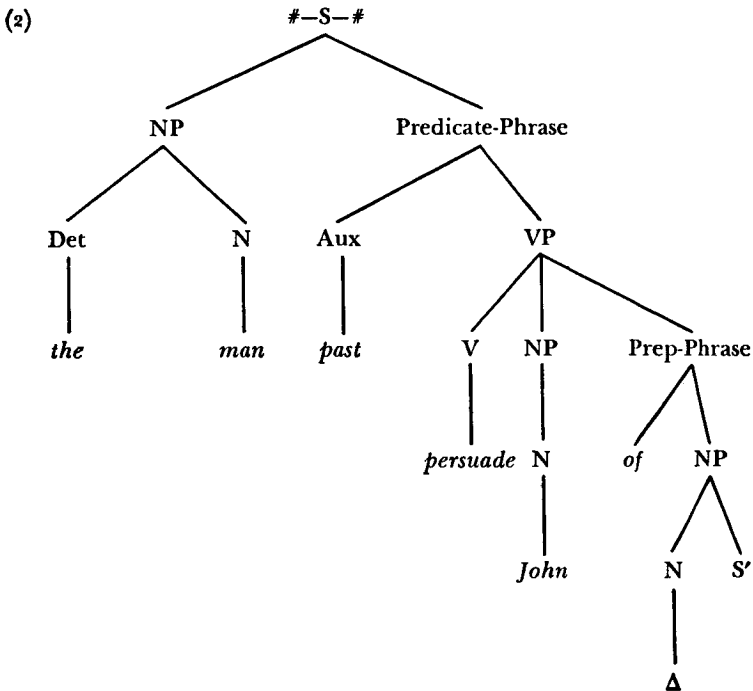 (2) #–S–#
NP Predicate-Phrase
Det N Aux VP
the man past V NP Prep-Phrase
persuade N of NP
John N S′
Δ